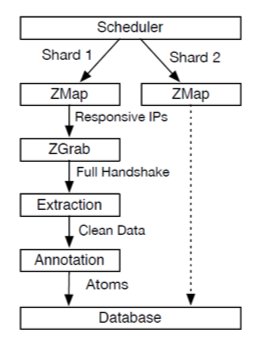 Scheduler
Shard 1
Shard 2
ZMap
ZMap
Responsive IPs
ZGrab
Full Handshake
Extraction
Clean Data
Annotation
Atoms
Database